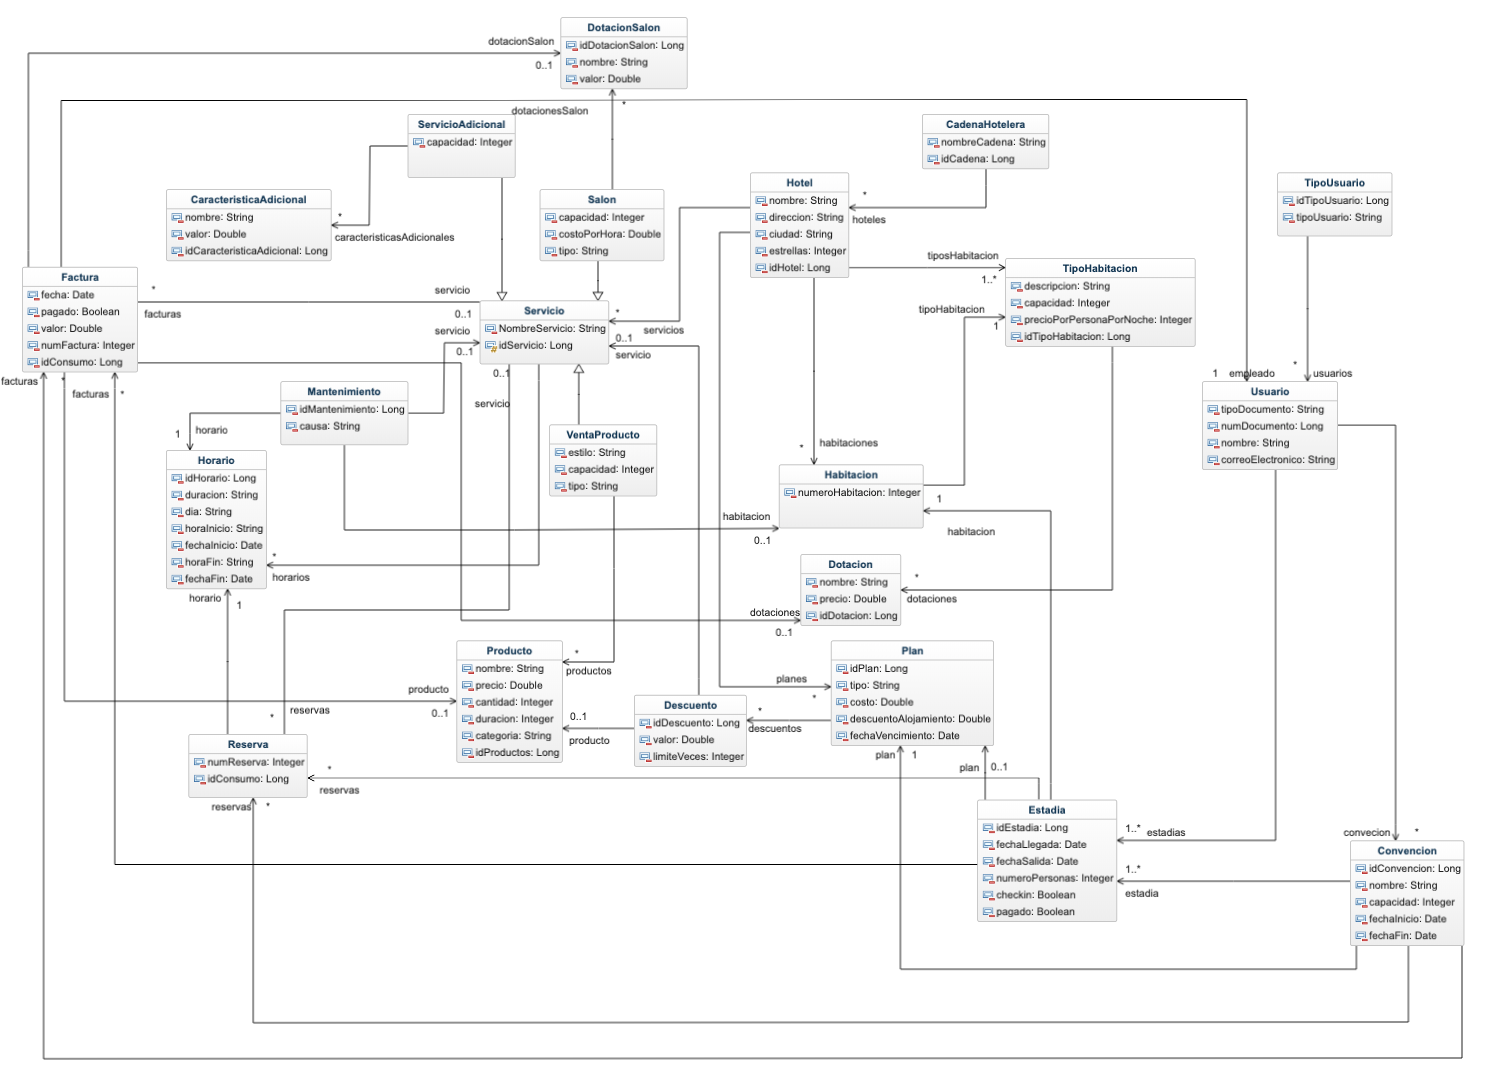 DotacionSalon
idDotacionSalon: Long
nombre: String
valor: Double
dotacionSalon
0..1
dotacionesSalon
*
ServicioAdicional
capacidad: Integer
CadenaHotelera
nombreCadena: String
idCadena: Long
CaracteristicaAdicional
nombre: String
valor: Double
idCaracteristicaAdicional: Long
*
caracteristicasAdicionales
Salon
capacidad: Integer
costoPorHora: Double
tipo: String
Hotel
nombre: String
direccion: String
ciudad: String
estrellas: Integer
idHotel: Long
*
hoteles
TipoUsuario
idTipoUsuario: Long
tipoUsuario: String
tiposHabitacion
1..*
TipoHabitacion
descripcion: String
capacidad: Integer
precioPorPersonaPorNoche: Integer
idTipoHabitacion: Long
tipoHabitacion
1
Factura
fecha: Date
pagado: Boolean
valor: Double
numFactura: Integer
idConsumo: Long
*
facturas
servicio
0..1
Servicio
NombreServicio: String
idServicio: Long
servicio
0..1
*
servicios
0..1
servicio
1
empleado
*
usuarios
facturas
*
facturas
*
Mantenimiento
idMantenimiento: Long
causa: String
0..1
servicio
1
horario
Usuario
tipoDocumento: String
numDocumento: Long
nombre: String
correoElectronico: String
VentaProducto
estilo: String
capacidad: Integer
tipo: String
*
habitaciones
Horario
idHorario: Long
duracion: String
dia: String
horaInicio: String
fechaInicio: Date
horaFin: String
fechaFin: Date
Habitacion
numeroHabitacion: Integer
1
habitacion
habitacion
0..1
*
horarios
horario
1
Dotacion
nombre: String
precio: Double
idDotacion: Long
*
dotaciones
dotaciones
0..1
Producto
nombre: String
precio: Double
cantidad: Integer
duracion: Integer
categoria: String
idProductos: Long
*
productos
producto
0..1
Plan
idPlan: Long
tipo: String
costo: Double
descuentoAlojamiento: Double
fechaVencimiento: Date
planes
*
Descuento
idDescuento: Long
valor: Double
limiteVeces: Integer
*
descuentos
0..1
producto
*
reservas
Reserva
numReserva: Integer
idConsumo: Long
*
reservas
reservas
*
plan
1
plan
0..1
Estadia
idEstadia: Long
fechaLlegada: Date
fechaSalida: Date
numeroPersonas: Integer
checkin: Boolean
pagado: Boolean
1..*
estadias
1..*
estadia
convecion
*
Convencion
idConvencion: Long
nombre: String
capacidad: Integer
fechaInicio: Date
fechaFin: Date